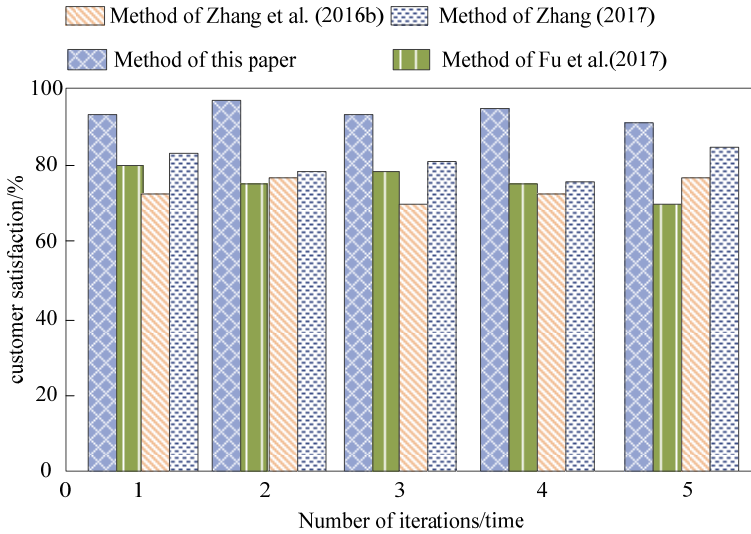 Method of Zhang et al. (2016b) Method of Zhang (2017)
Method of this paper Method of Fu et al.(2017)
100
80
60
40
20
0
customer satisfaction/%
0 1 2 3 4 5
Number of iterations/time